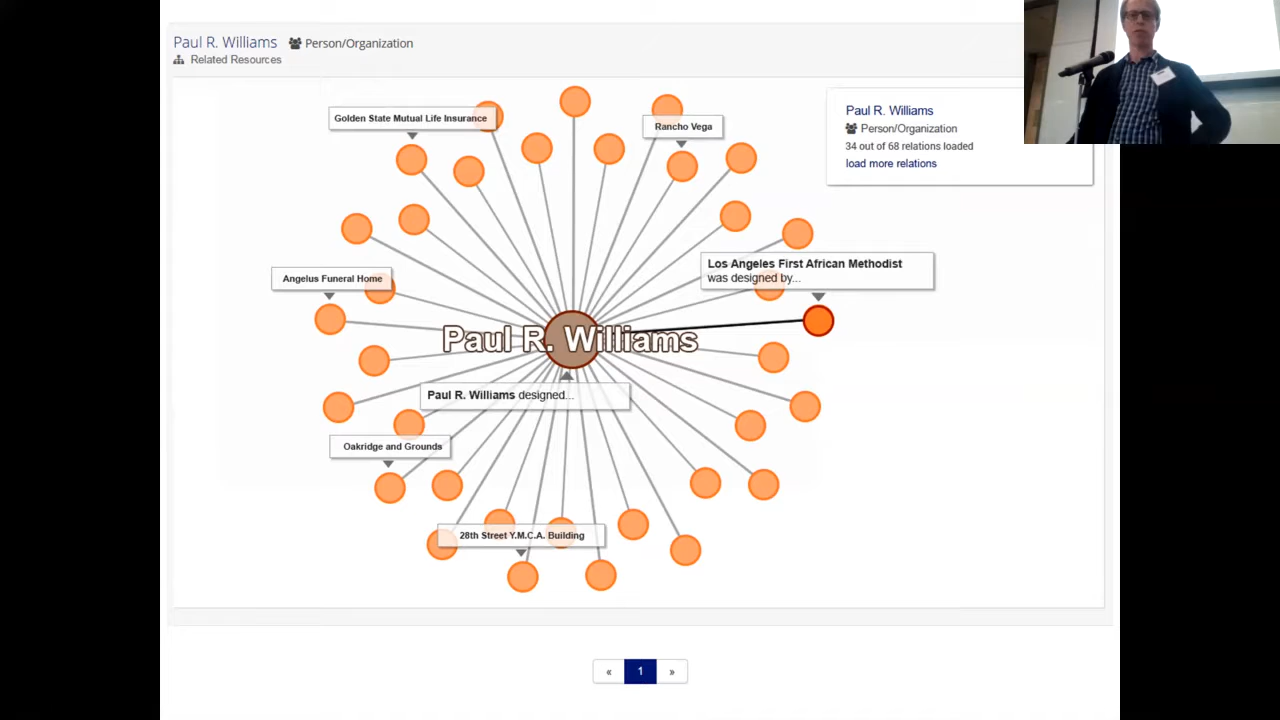 Paul R. Williams Person/Organization
Related Resources
Golden State Mutual Life Insurance
Rancho Vega
Paul R. Williams
Person/Organization
34 out of 68 relations loaded
load more relations
Los Angeles First African Methodist
was designed by...
Angelus Funeral Home
Paul R. Williams
Paul R. Williams designed...
Oakridge and Grounds
28th Street Y.M.C.A. Building
« 1 »